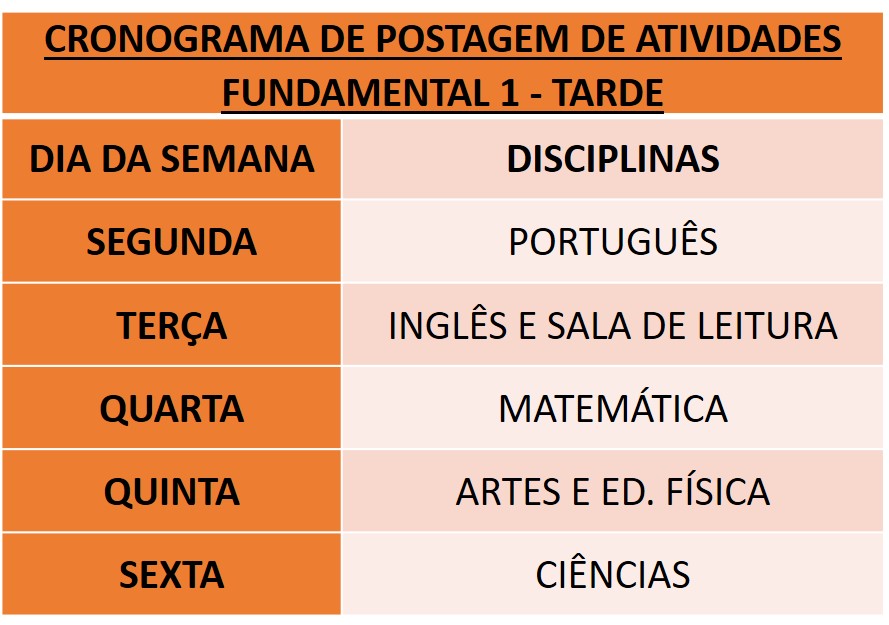 CRONOGRAMA DE POSTAGEM DE ATIVIDADES
FUNDAMENTAL 1 - TARDE
DIA DA SEMANA DISCIPLINAS
SEGUNDA PORTUGUÊS
TERÇA INGLÊS E SALA DE LEITURA
QUARTA MATEMÁTICA
QUINTA ARTES E ED. FÍSICA
SEXTA CIÊNCIAS